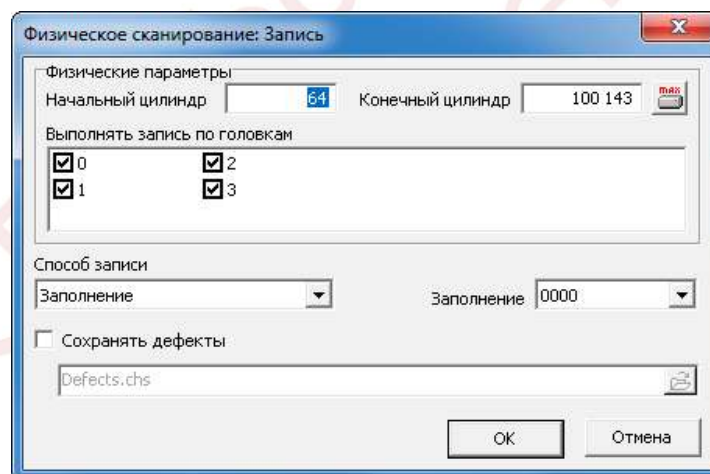 Физическое сканирование: Запись
Физические параметры
Начальный цилиндр 64 Конечный цилиндр 100 143 max
Выполнять запись по головкам
0 2
1 3
Способ записи
Заполнение Заполнение 0000
Сохранять дефекты
Defects.chs
OK Отмена